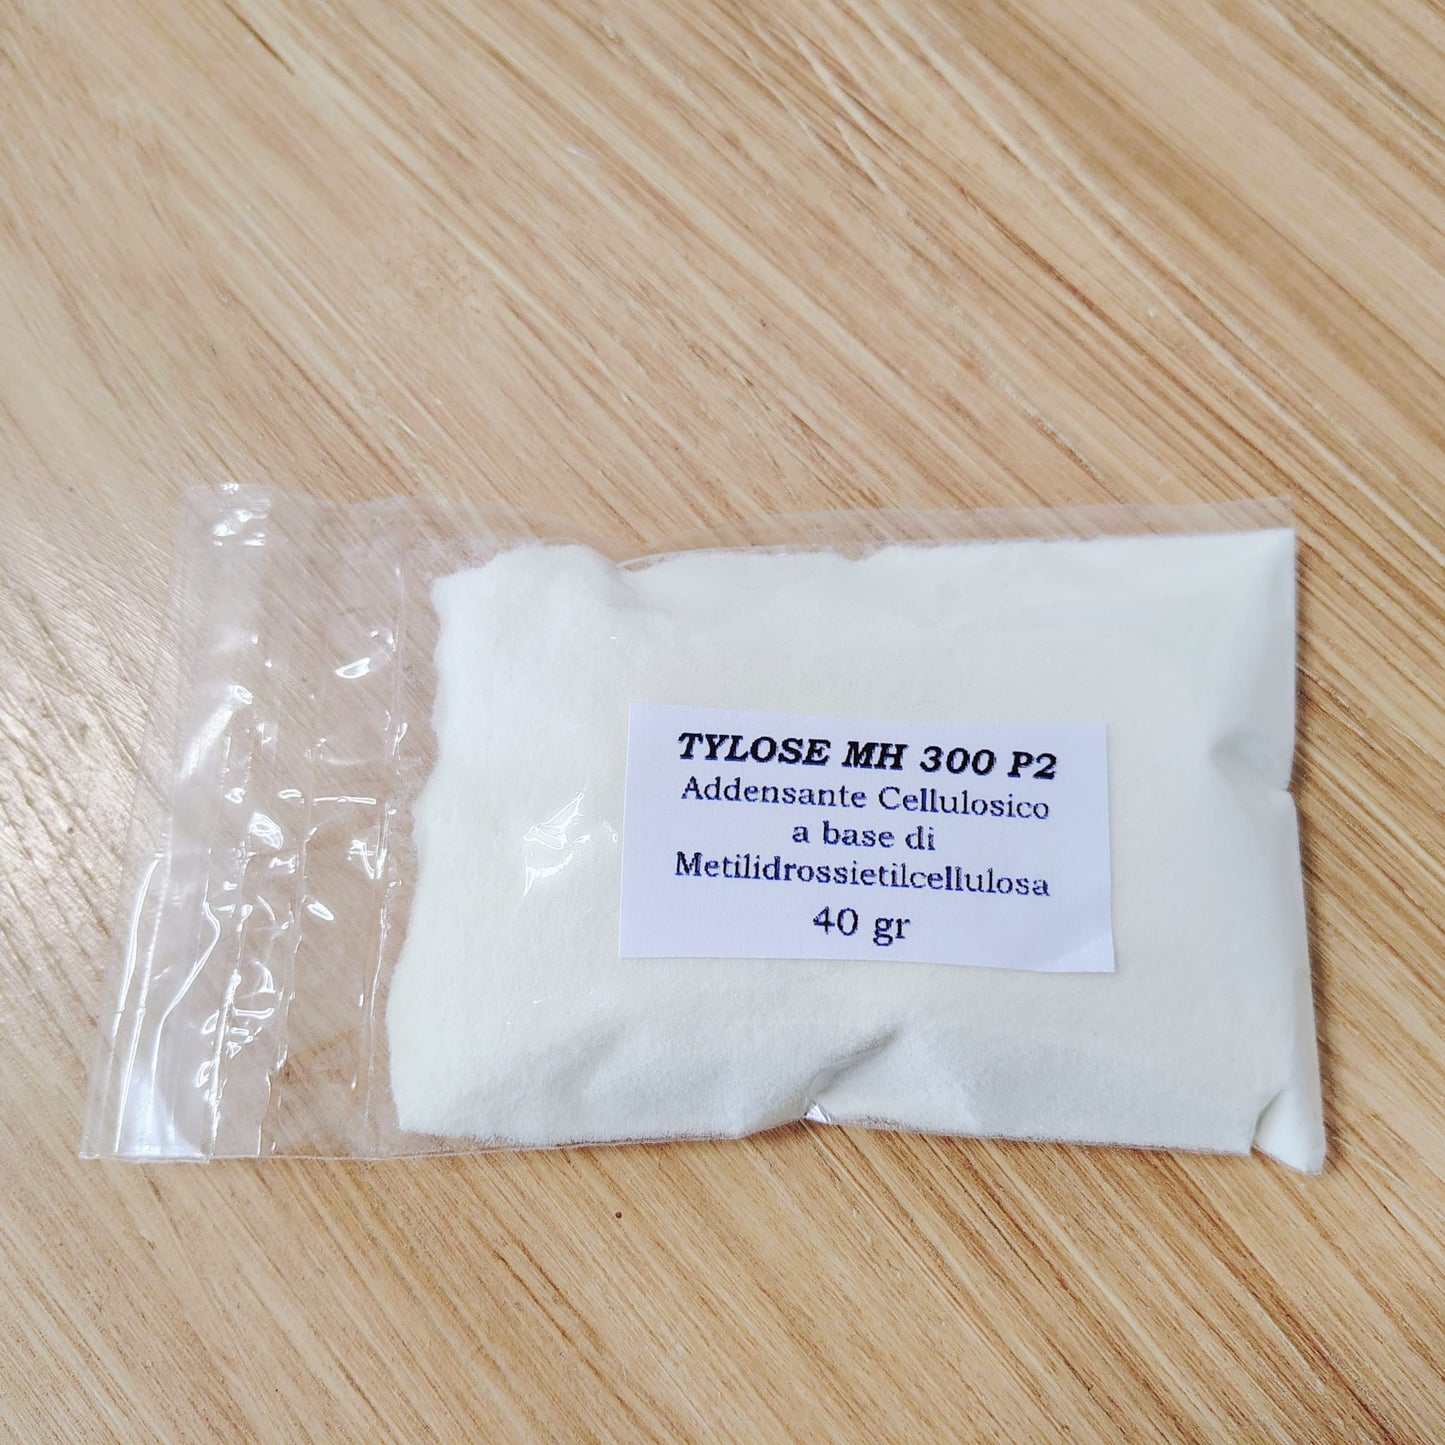 TYLOSE MH 300 P2
Addensante Cellulosico
a base di
Metilidrossietilcellulosa
40 gr